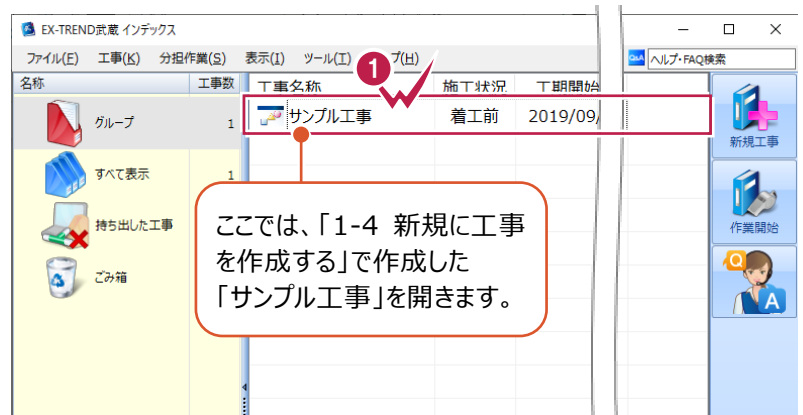 EX-TREND武蔵 インデックス
ファイル(F) 工事(K) 分担作業(S) 表示(I) ツール(T) プ(H)
ヘルプ・FAQ検索
名称 工事数 工事名称 施工状況 工期開始
1
グループ 1
サンプル工事 着工前 2019/09/
新規工事
すべて表示 1
持ち出した工事
作業開始
ごみ箱
Q
A
ここでは、「1-4 新規に工事
を作成する」で作成した
「サンプル工事」を開きます。